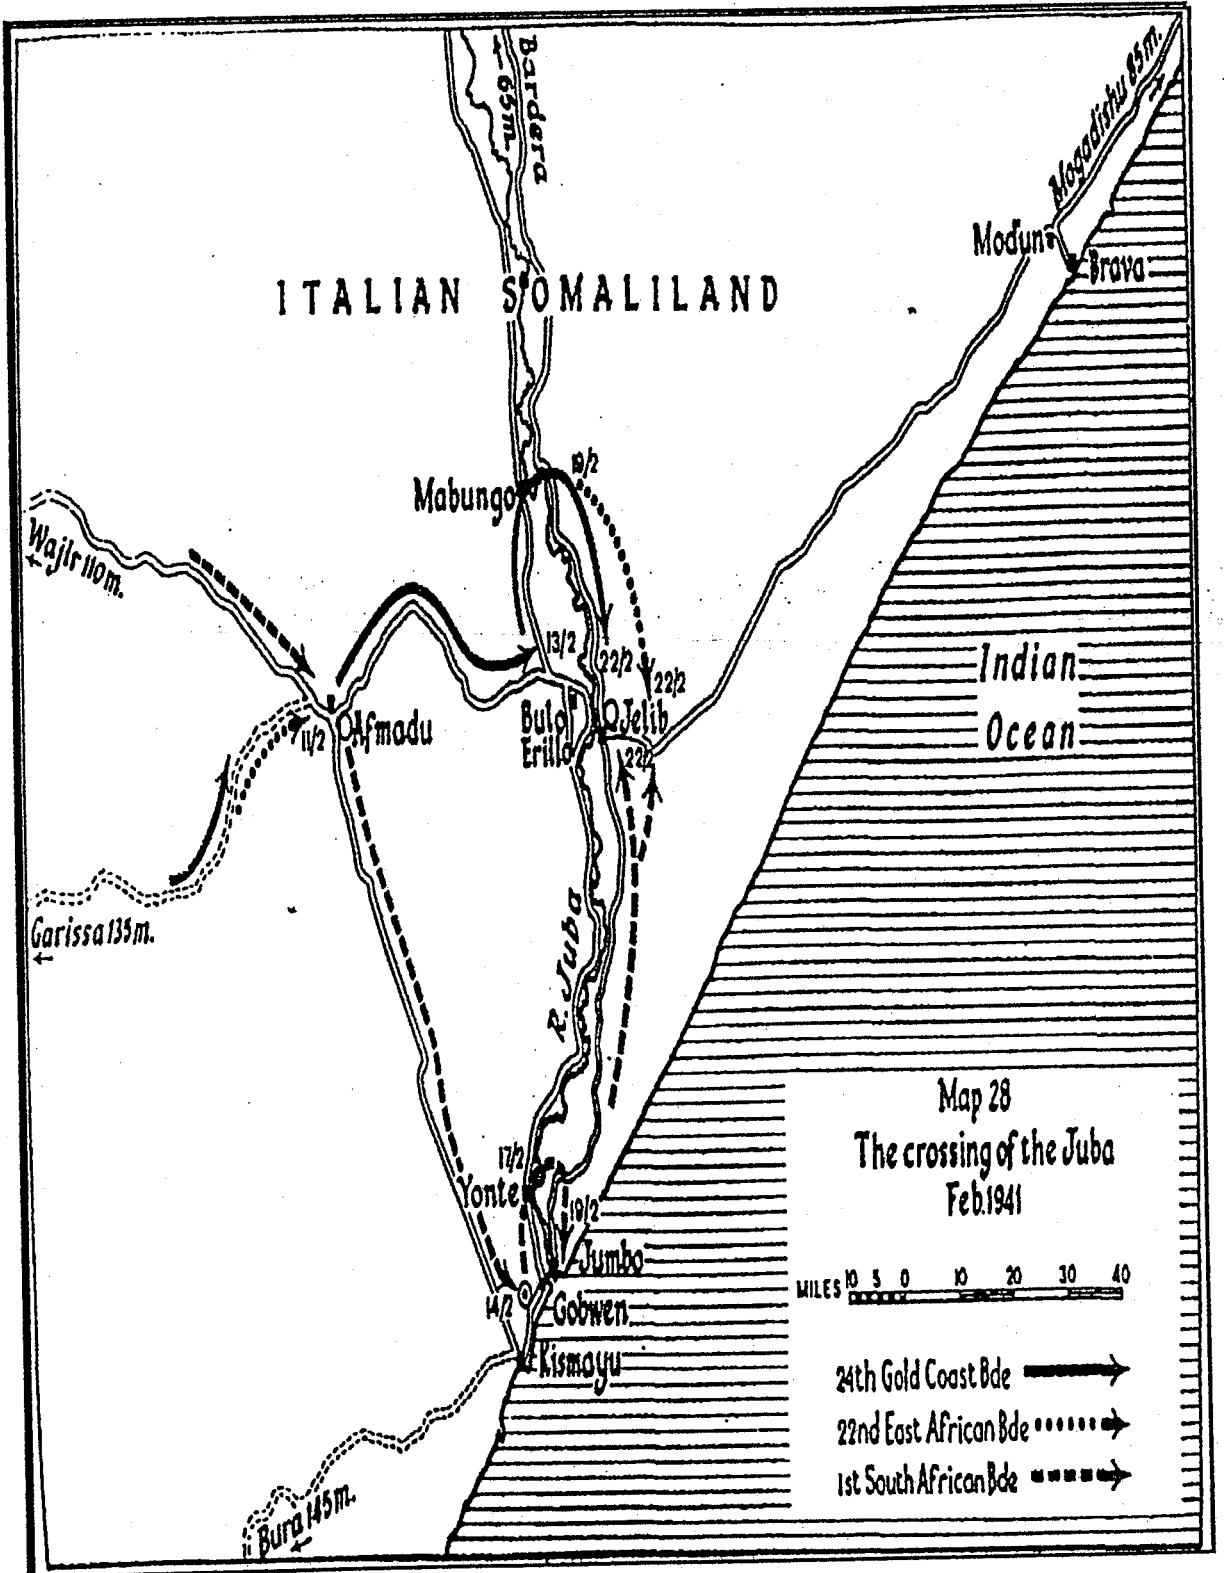 Bardera
← 65m.
Mogadishu 85m.
Modun
Brava
ITALIAN SOMALILAND
19/2
Mabungo
Wajir 110m.
←
13/2
22/2
22/2
Indian
Ocean
11/2
Afmadu
Bulo
Erillo
Jelib
22/2
Garissa 135m.
←
R. Juba
17/2
Yonte
19/2
Jumbo
14/2
Gobwen
Kismayu
Bura 145m.
←
Map 28
The crossing of the Juba
Feb.1941
MILES 10 5 0 10 20 30 40
24th Gold Coast Bde
22nd East African Bde
1st South African Bde